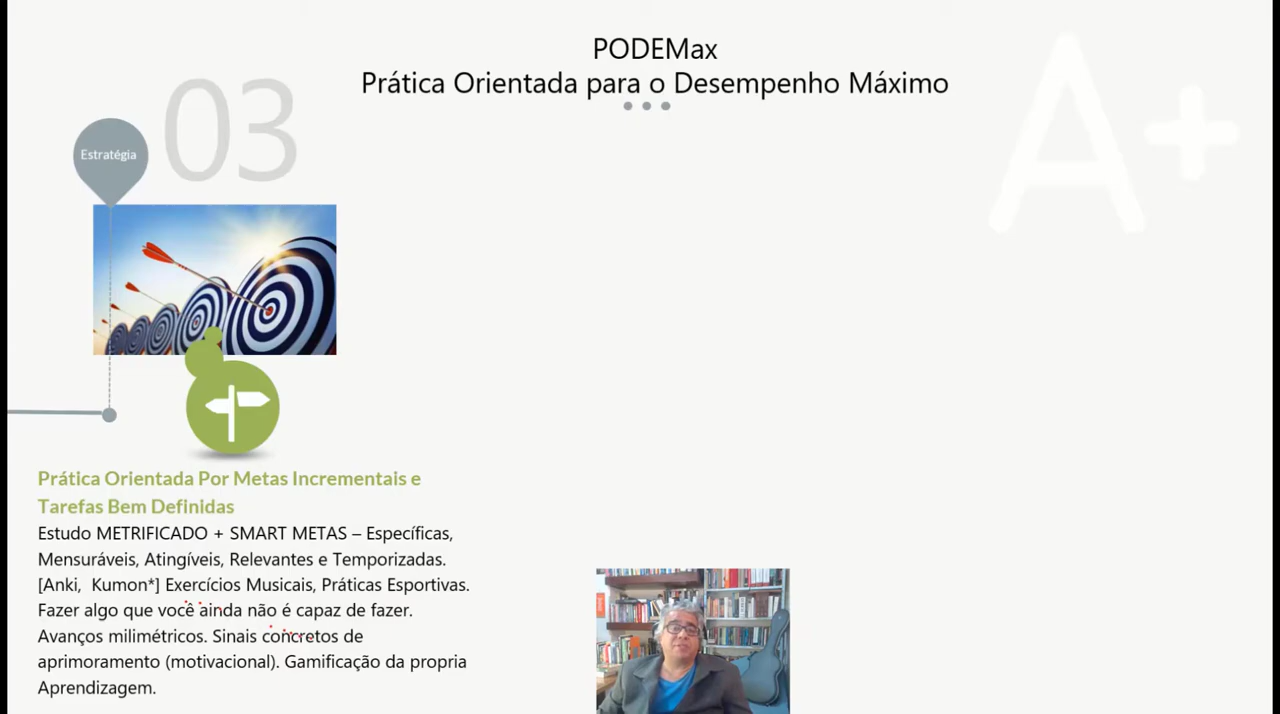 PODEMax
Prática Orientada para o Desempenho Máximo
03
A+
Estratégia
Prática Orientada Por Metas Incrementais e
Tarefas Bem Definidas
Estudo METRIFICADO + SMART METAS – Específicas,
Mensuráveis, Atingíveis, Relevantes e Temporizadas.
[Anki, Kumon*] Exercícios Musicais, Práticas Esportivas.
Fazer algo que você ainda não é capaz de fazer.
Avanços milimétricos. Sinais concretos de
aprimoramento (motivacional). Gamificação da propria
Aprendizagem.